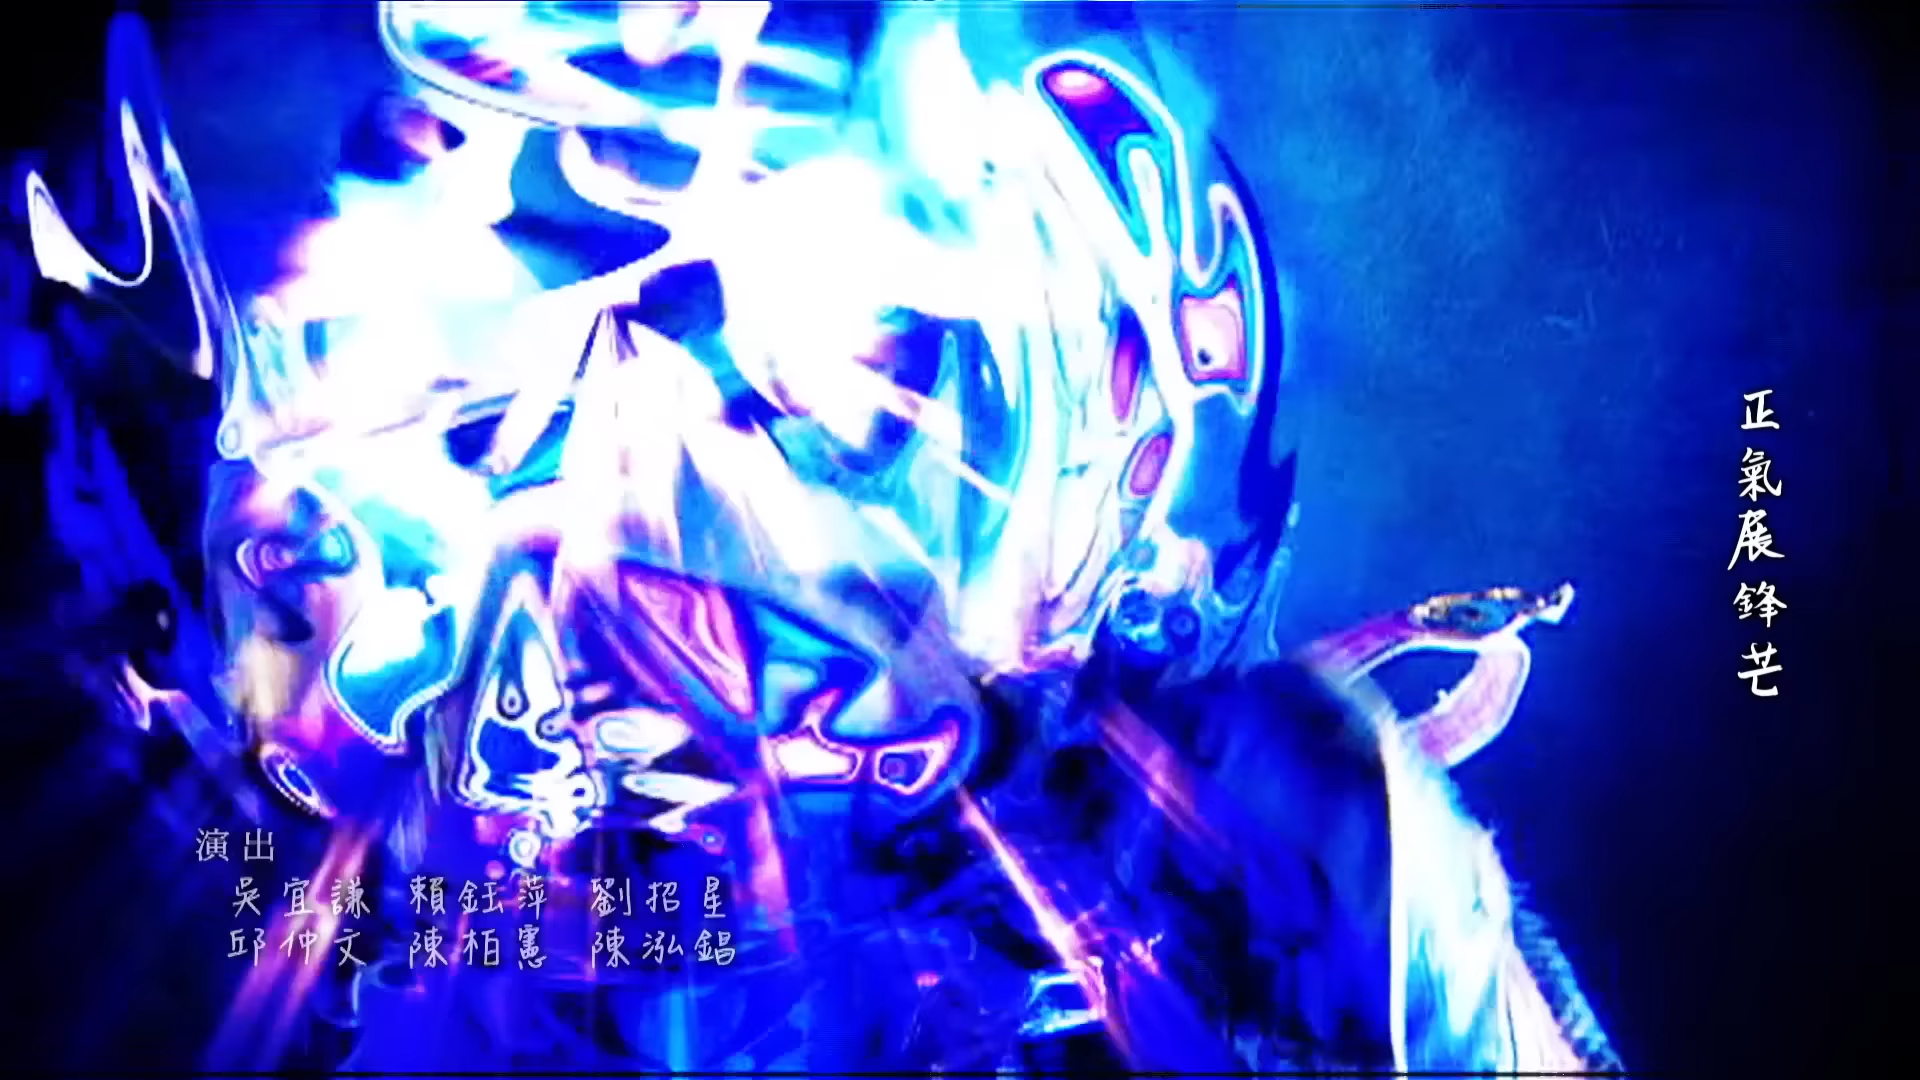 正氣展鋒芒
演出
吳宜謙 賴鈺萍 劉招星
邱仲文 陳柏憲 陳泓錩